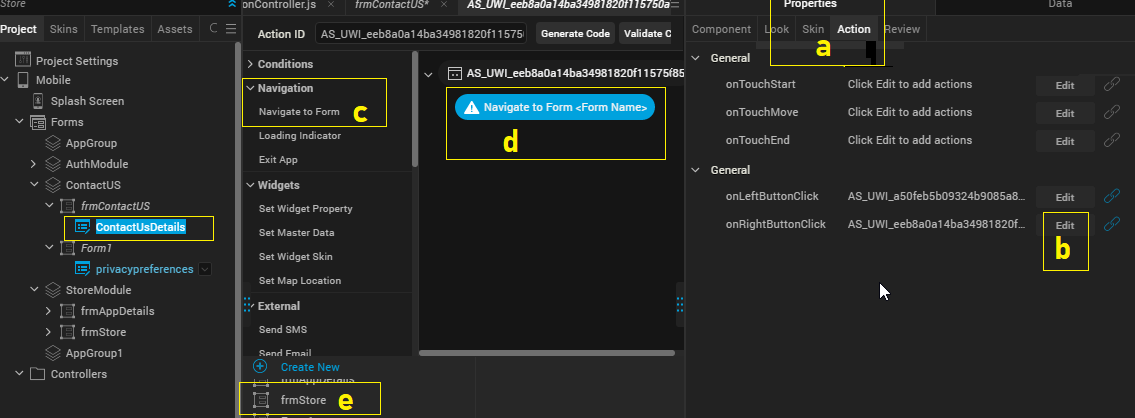 Store
Project Skins Templates Assets
Project Settings
Mobile
Splash Screen
Forms
AppGroup
AuthModule
ContactUS
frmContactUS
ContactUsDetails
Form1
privacypreferences
StoreModule
frmAppDetails
frmStore
AppGroup1
Controllers
onController.js × frmContactUS* × AS_UWI_eeb8a0a14ba34981820f115750a
Action ID AS_UWI_eeb8a0a14ba34981820f11575 Generate Code Validate C
Conditions
Navigation
Navigate to Form c
Loading Indicator
Exit App
Widgets
Set Widget Property
Set Master Data
Set Widget Skin
Set Map Location
External
Send SMS
Send Email
Create New
frmAppDetails
frmStore e
AS_UWI_eeb8a0a14ba34981820f11575f85
Navigate to Form <Form Name>
d
Properties Data
Component Look Skin Action Review
a
General
onTouchStart Click Edit to add actions Edit
onTouchMove Click Edit to add actions Edit
onTouchEnd Click Edit to add actions Edit
General
onLeftButtonClick AS_UWI_a50feb5b09324b9085a8... Edit
onRightButtonClick AS_UWI_eeb8a0a14ba34981820f... Edit
b